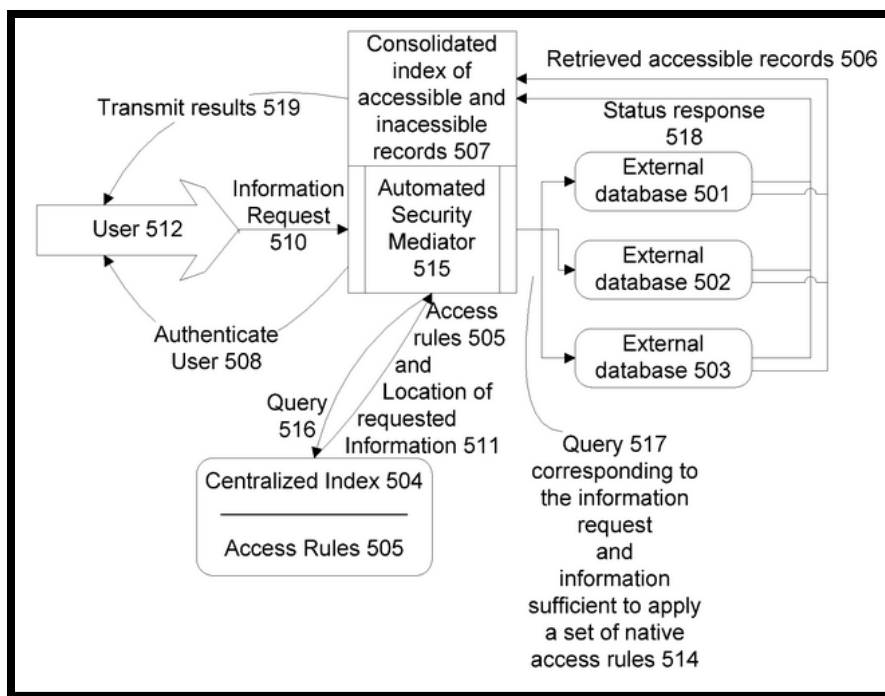 Consolidated
index of
accessible and
inacessible
records 507
Retrieved accessible records 506
Transmit results 519
Status response
518
External
database 501
Information
Request
510
Automated
Security
Mediator
515
User 512
External
database 502
Authenticate
User 508
Access
rules 505
and
Location of
requested
Information 511
External
database 503
Query
516
Centralized Index 504
Access Rules 505
Query 517
corresponding to
the information
request
and
information
sufficient to apply
a set of native
access rules 514